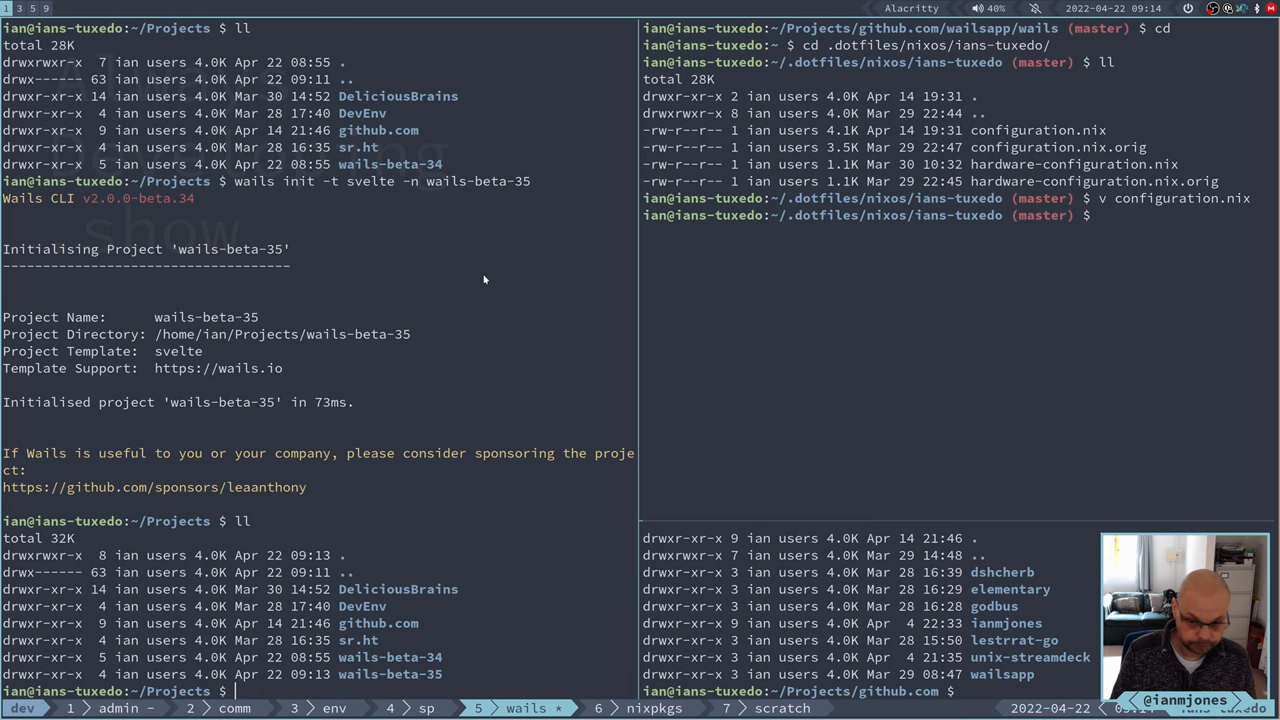 1 3 5 9
Alacritty
40%
2022-04-22 09:14
ian@ians-tuxedo:~/Projects $ ll
total 28K
drwxrwxr-x 7 ian users 4.0K Apr 22 08:55 .
drwx------ 63 ian users 4.0K Apr 22 09:11 ..
drwxr-xr-x 14 ian users 4.0K Mar 30 14:52 DeliciousBrains
drwxr-xr-x 4 ian users 4.0K Mar 28 17:40 DevEnv
drwxr-xr-x 9 ian users 4.0K Apr 14 21:46 github.com
drwxr-xr-x 4 ian users 4.0K Mar 28 16:35 sr.ht
drwxr-xr-x 5 ian users 4.0K Apr 22 08:55 wails-beta-34
ian@ians-tuxedo:~/Projects $ wails init -t svelte -n wails-beta-35
Wails CLI v2.0.0-beta.34
show
Initialising Project 'wails-beta-35'
------------------------------------
Project Name: wails-beta-35
Project Directory: /home/ian/Projects/wails-beta-35
Project Template: svelte
Template Support: https://wails.io
Initialised project 'wails-beta-35' in 73ms.
If Wails is useful to you or your company, please consider sponsoring the proje
ct:
https://github.com/sponsors/leaanthony
ian@ians-tuxedo:~/Projects $ ll
total 32K
drwxrwxr-x 8 ian users 4.0K Apr 22 09:13 .
drwx------ 63 ian users 4.0K Apr 22 09:11 ..
drwxr-xr-x 14 ian users 4.0K Mar 30 14:52 DeliciousBrains
drwxr-xr-x 4 ian users 4.0K Mar 28 17:40 DevEnv
drwxr-xr-x 9 ian users 4.0K Apr 14 21:46 github.com
drwxr-xr-x 4 ian users 4.0K Mar 28 16:35 sr.ht
drwxr-xr-x 5 ian users 4.0K Apr 22 08:55 wails-beta-34
drwxr-xr-x 4 ian users 4.0K Apr 22 09:13 wails-beta-35
ian@ians-tuxedo:~/Projects $
ian@ians-tuxedo:~/Projects/github.com/wailsapp/wails (master) $ cd
ian@ians-tuxedo:~ $ cd .dotfiles/nixos/ians-tuxedo/
ian@ians-tuxedo:~/.dotfiles/nixos/ians-tuxedo (master) $ ll
total 28K
drwxr-xr-x 2 ian users 4.0K Apr 14 19:31 .
drwxrwxr-x 8 ian users 4.0K Mar 29 22:44 ..
-rw-r--r-- 1 ian users 4.1K Apr 14 19:31 configuration.nix
-rw-r--r-- 1 ian users 3.5K Mar 29 22:47 configuration.nix.orig
-rw-r--r-- 1 ian users 1.1K Mar 30 10:32 hardware-configuration.nix
-rw-r--r-- 1 ian users 1.1K Mar 29 22:45 hardware-configuration.nix.orig
ian@ians-tuxedo:~/.dotfiles/nixos/ians-tuxedo (master) $ v configuration.nix
ian@ians-tuxedo:~/.dotfiles/nixos/ians-tuxedo (master) $
drwxr-xr-x 9 ian users 4.0K Apr 14 21:46 .
drwxrwxr-x 7 ian users 4.0K Mar 29 14:48 ..
drwxr-xr-x 3 ian users 4.0K Mar 28 16:39 dshcherb
drwxr-xr-x 3 ian users 4.0K Mar 28 16:29 elementary
drwxr-xr-x 3 ian users 4.0K Mar 28 16:28 godbus
drwxr-xr-x 3 ian users 4.0K Apr 4 22:33 ianmjones
drwxr-xr-x 3 ian users 4.0K Mar 28 15:50 lestrrat-go
drwxr-xr-x 3 ian users 4.0K Apr 4 21:35 unix-streamdeck
drwxr-xr-x 3 ian users 4.0K Mar 29 08:47 wailsapp
ian@ians-tuxedo:~/Projects/github.com $
@ianmjones
dev 1 admin - 2 comm 3 env 4 sp 5 wails * 6 nixpkgs 7 scratch 2022-04-22